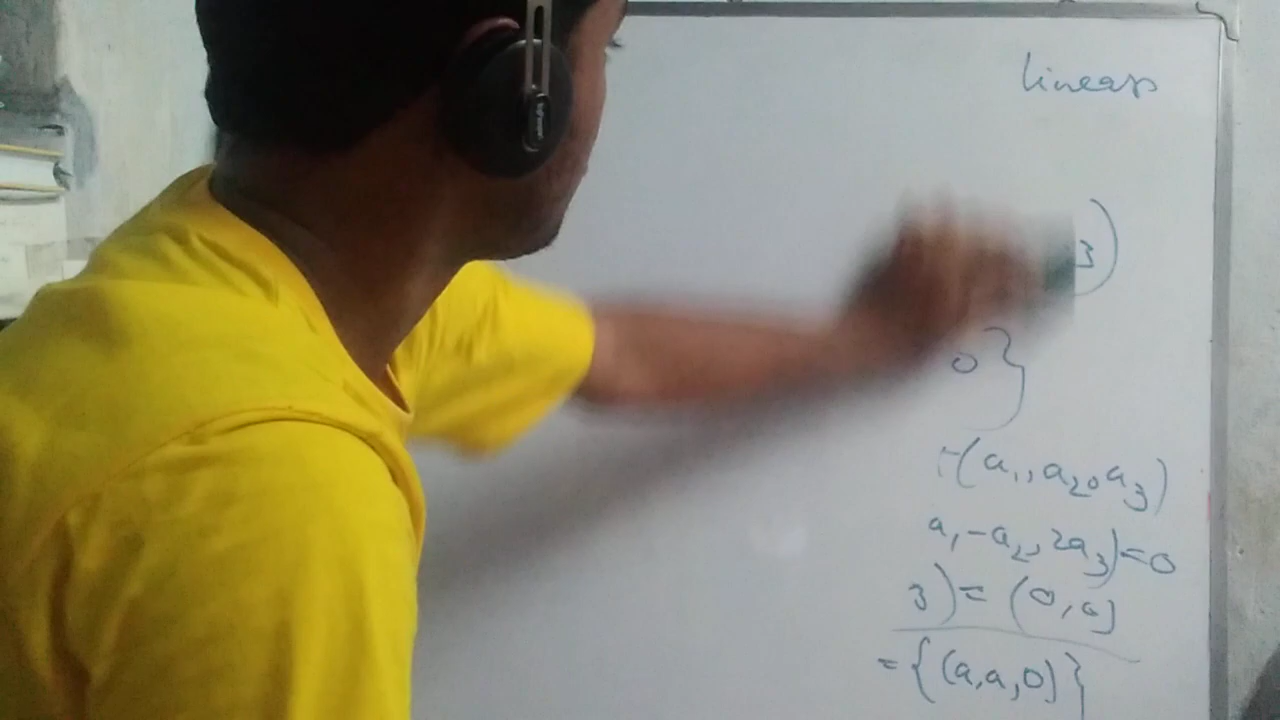 linear
3)
0}
(a₁, a₂, a₃)
a₁-a₂, 2a₃)=0
3) = (0,0)
={(a,a,0)}